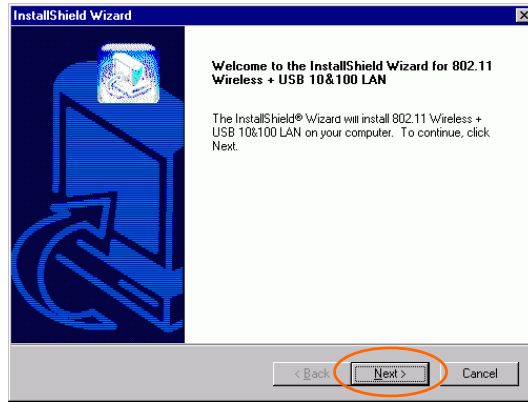 InstallShield Wizard
Welcome to the InstallShield Wizard for 802.11
Wireless + USB 10&100 LAN
The InstallShield® Wizard will install 802.11 Wireless +
USB 10&100 LAN on your computer. To continue, click
Next.
< Back
Next >
Cancel